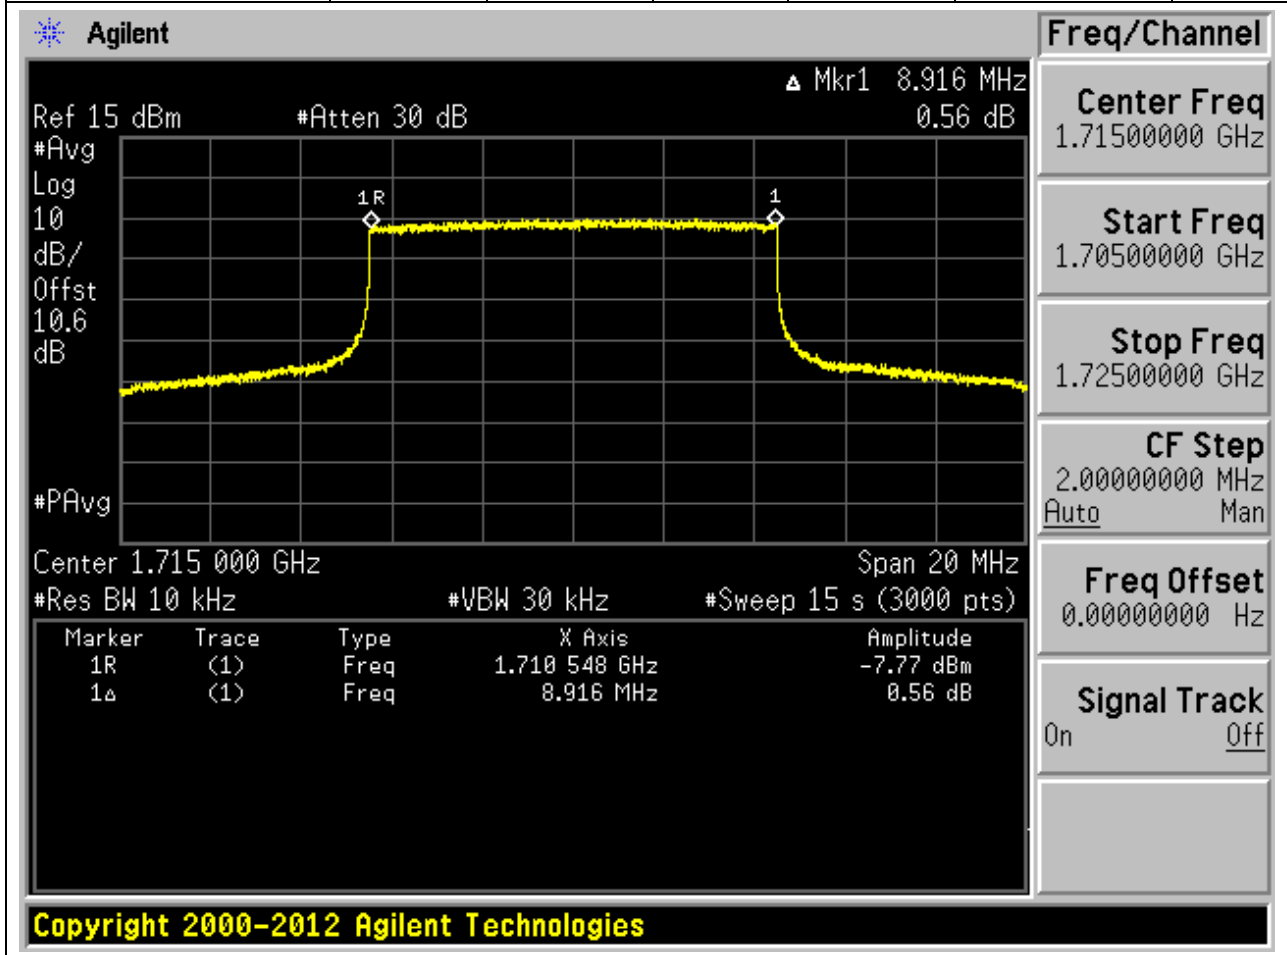 Agilent
Freq/Channel
Δ Mkr1 8.916 MHz
Ref 15 dBm #Atten 30 dB 0.56 dB
#Avg
Log
10
dB/
Offst
10.6
dB
#PAvg
1R
1
Center 1.715 000 GHz Span 20 MHz
#Res BW 10 kHz #VBW 30 kHz #Sweep 15 s (3000 pts)
Marker Trace Type X Axis Amplitude
1R (1) Freq 1.710 548 GHz -7.77 dBm
1Δ (1) Freq 8.916 MHz 0.56 dB
Center Freq
1.71500000 GHz
Start Freq
1.70500000 GHz
Stop Freq
1.72500000 GHz
CF Step
2.00000000 MHz
Auto Man
Freq Offset
0.00000000 Hz
Signal Track
On Off
Copyright 2000-2012 Agilent Technologies